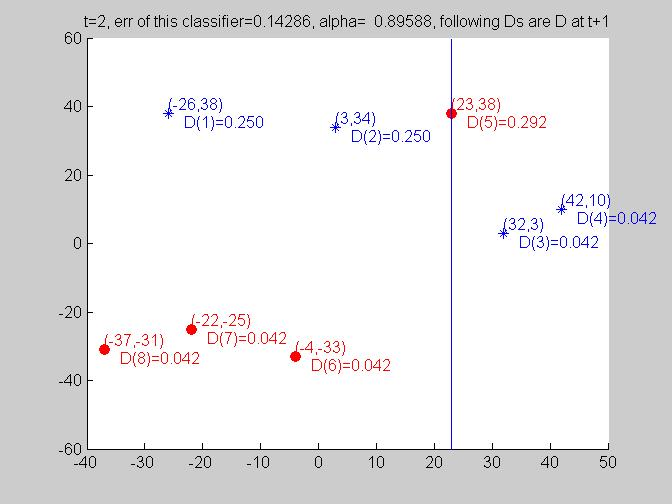 t=2, err of this classifier=0.14286, alpha=  0.89588, following Ds are D at t+1
60
40
20
0
-20
-40
-60
(-26,38)
D(1)=0.250
(3,34)
D(2)=0.250
(23,38)
D(5)=0.292
(42,10)
D(4)=0.042
(32,3)
D(3)=0.042
(-22,-25)
D(7)=0.042
(-37,-31)
D(8)=0.042
(-4,-33)
D(6)=0.042
-40 -30 -20 -10 0 10 20 30 40 50